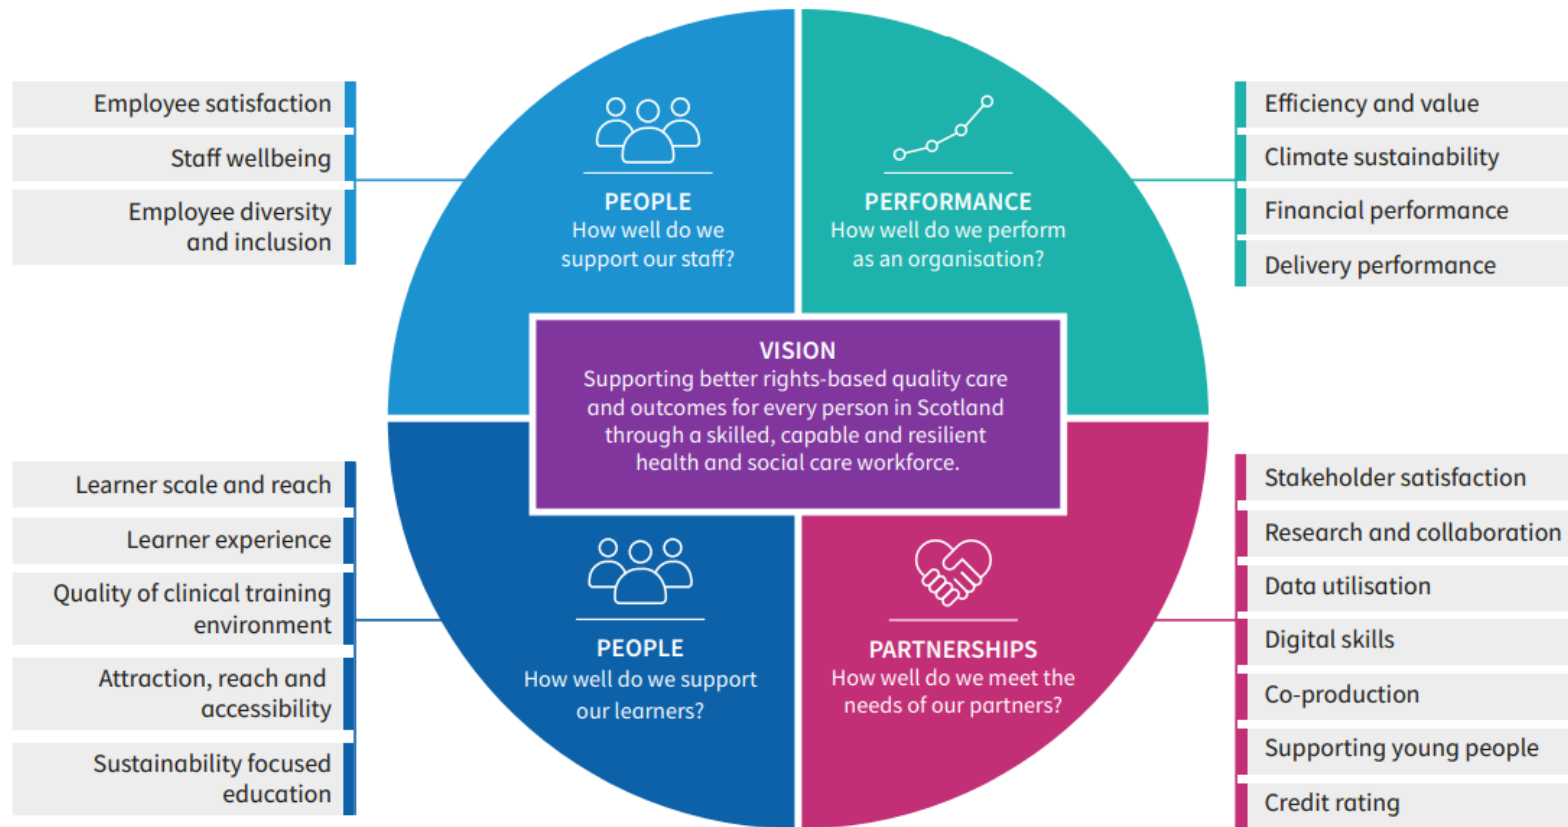 Employee satisfaction
Staff wellbeing
Employee diversity
and inclusion
PEOPLE
How well do we
support our staff?
PERFORMANCE
How well do we perform
as an organisation?
Efficiency and value
Climate sustainability
Financial performance
Delivery performance
VISION
Supporting better rights-based quality care
and outcomes for every person in Scotland
through a skilled, capable and resilient
health and social care workforce.
Learner scale and reach
Learner experience
Quality of clinical training
environment
Attraction, reach and
accessibility
Sustainability focused
education
PEOPLE
How well do we support
our learners?
PARTNERSHIPS
How well do we meet the
needs of our partners?
Stakeholder satisfaction
Research and collaboration
Data utilisation
Digital skills
Co-production
Supporting young people
Credit rating